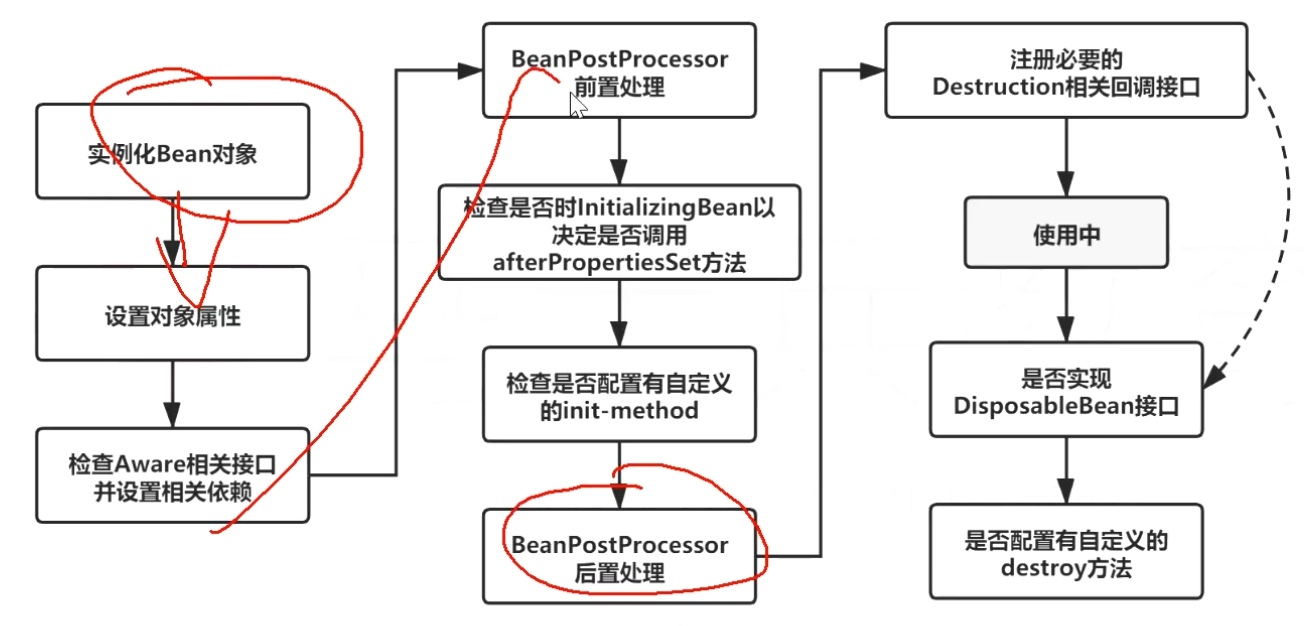 实例化Bean对象
设置对象属性
检查Aware相关接口
并设置相关依赖
BeanPostProcessor
前置处理
检查是否时InitializingBean以
决定是否调用
afterPropertiesSet方法
检查是否配置有自定义
的init-method
BeanPostProcessor
后置处理
注册必要的
Destruction相关回调接口
使用中
是否实现
DisposableBean接口
是否配置有自定义的
destroy方法